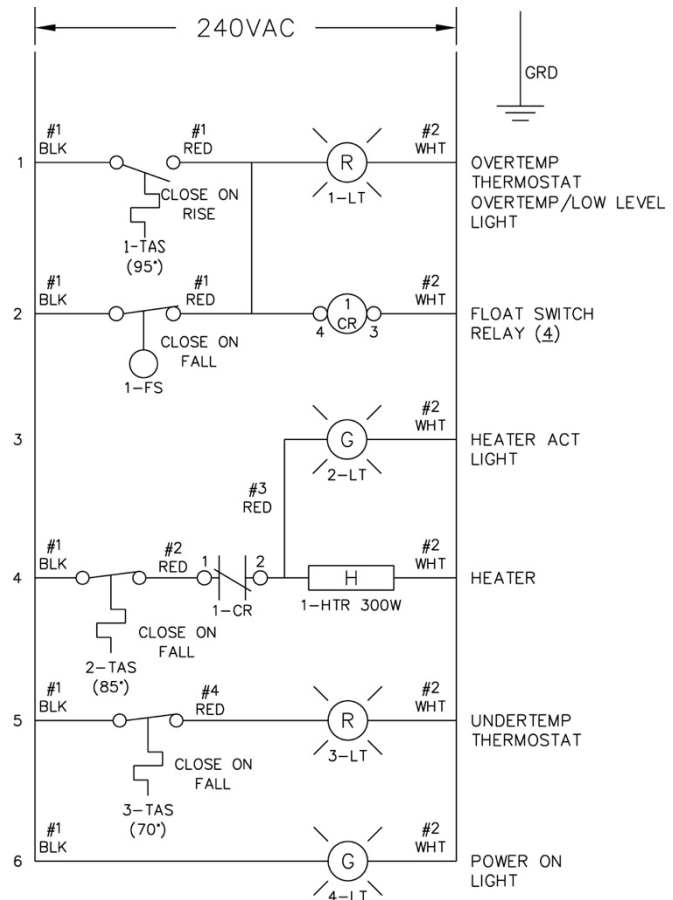 240VAC
GRD
#1
BLK
#1
RED
#2
WHT
1
R
1-LT
CLOSE ON
RISE
1-TAS
(95°)
OVERTEMP
THERMOSTAT
OVERTEMP/LOW LEVEL
LIGHT
#1
BLK
#1
RED
#2
WHT
2
4
1
CR
3
CLOSE ON
FALL
1-FS
FLOAT SWITCH
RELAY (4)
#2
WHT
3
G
2-LT
HEATER ACT
LIGHT
#3
RED
#1
BLK
#2
RED
1
2
#2
WHT
4
H
1-CR
1-HTR 300W
HEATER
CLOSE ON
FALL
2-TAS
(85°)
#1
BLK
#4
RED
#2
WHT
5
R
3-LT
UNDERTEMP
THERMOSTAT
CLOSE ON
FALL
3-TAS
(70°)
#1
BLK
#2
WHT
6
G
4-LT
POWER ON
LIGHT